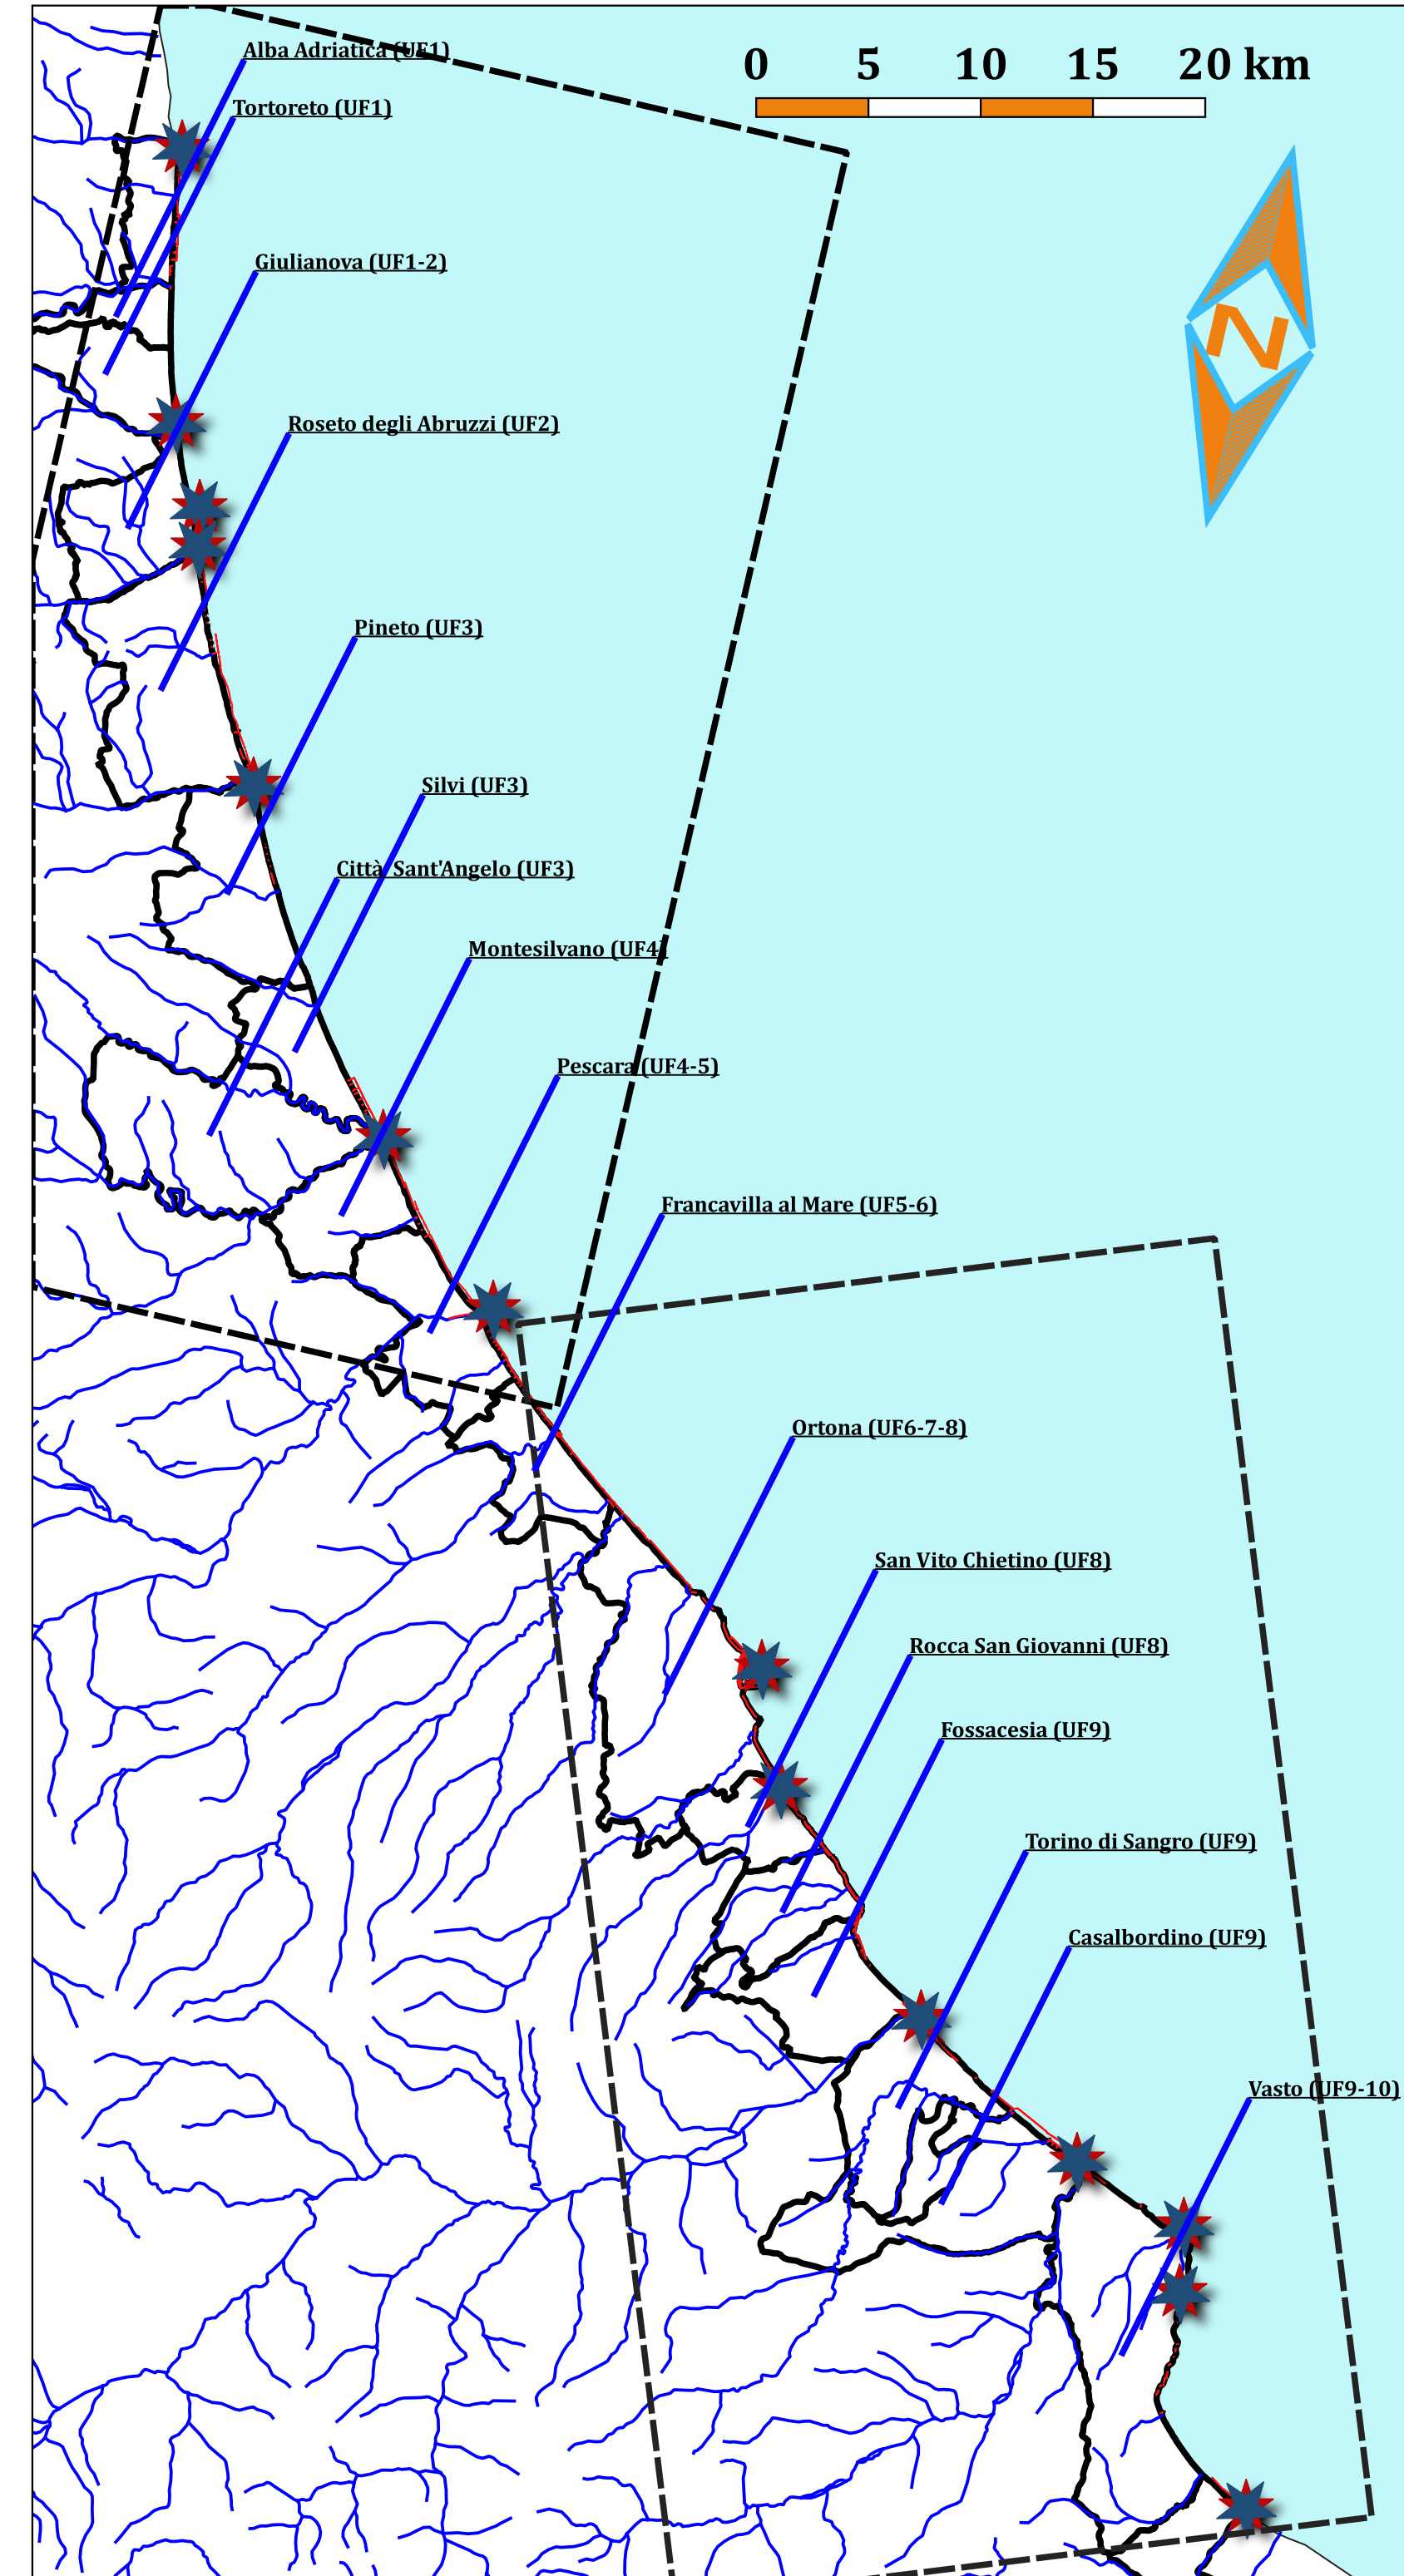 0 5 10 15 20 km
Alba Adriatica (UF1)
Tortoreto (UF1)
Giulianova (UF1-2)
N
Roseto degli Abruzzi (UF2)
Pineto (UF3)
Silvi (UF3)
Città Sant'Angelo (UF3)
Montesilvano (UF4)
Pescara (UF4-5)
Francavilla al Mare (UF5-6)
Ortona (UF6-7-8)
San Vito Chietino (UF8)
Rocca San Giovanni (UF8)
Fossacesia (UF9)
Torino di Sangro (UF9)
Casalbordino (UF9)
Vasto (UF9-10)